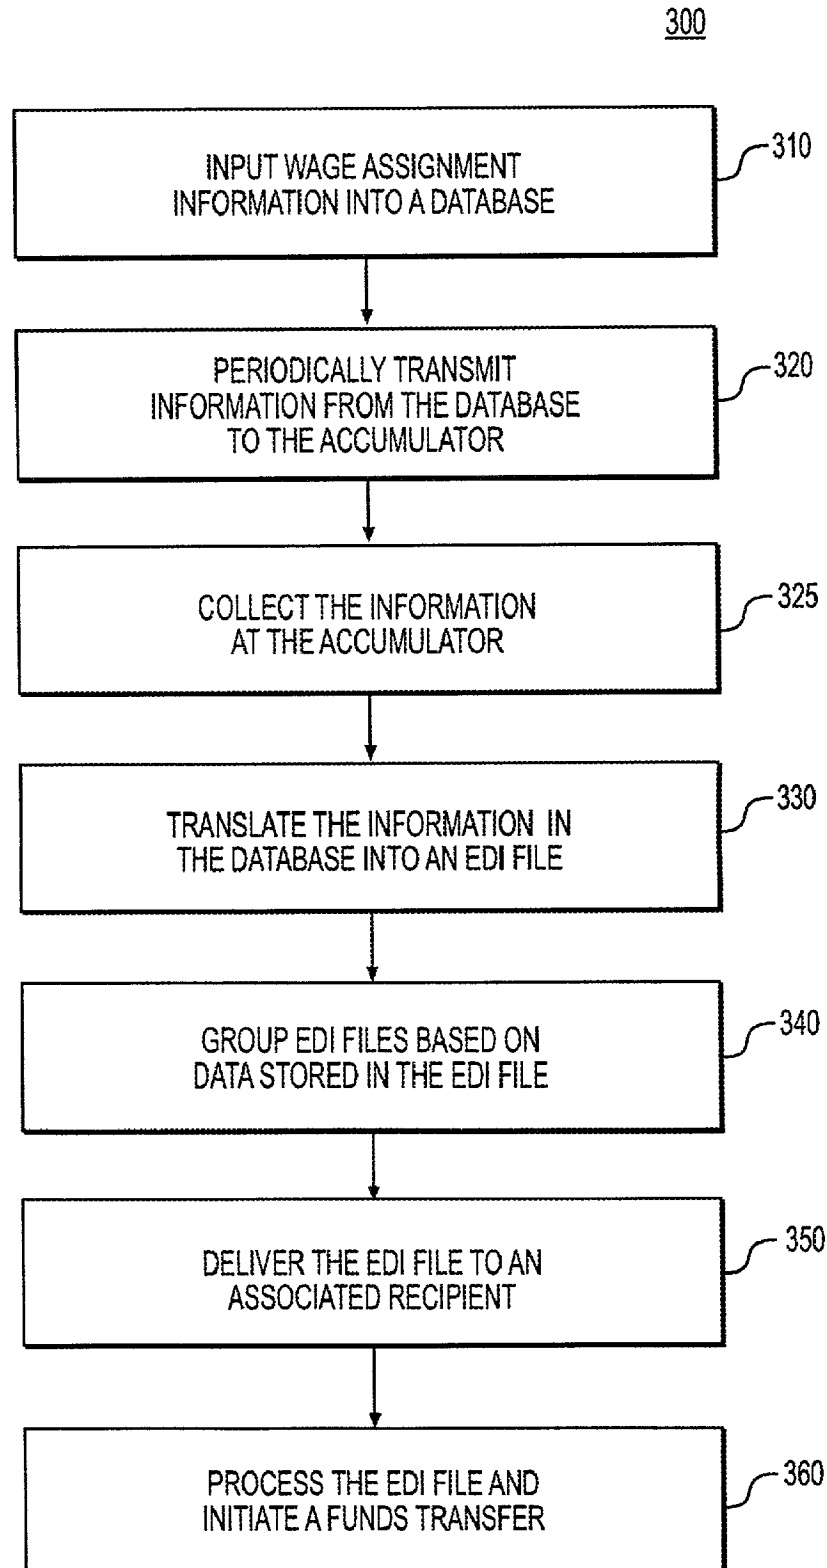 300
INPUT WAGE ASSIGNMENT
INFORMATION INTO A DATABASE
310
PERIODICALLY TRANSMIT
INFORMATION FROM THE DATABASE
TO THE ACCUMULATOR
320
COLLECT THE INFORMATION
AT THE ACCUMULATOR
325
TRANSLATE THE INFORMATION IN
THE DATABASE INTO AN EDI FILE
330
GROUP EDI FILES BASED ON
DATA STORED IN THE EDI FILE
340
DELIVER THE EDI FILE TO AN
ASSOCIATED RECIPIENT
350
PROCESS THE EDI FILE AND
INITIATE A FUNDS TRANSFER
360